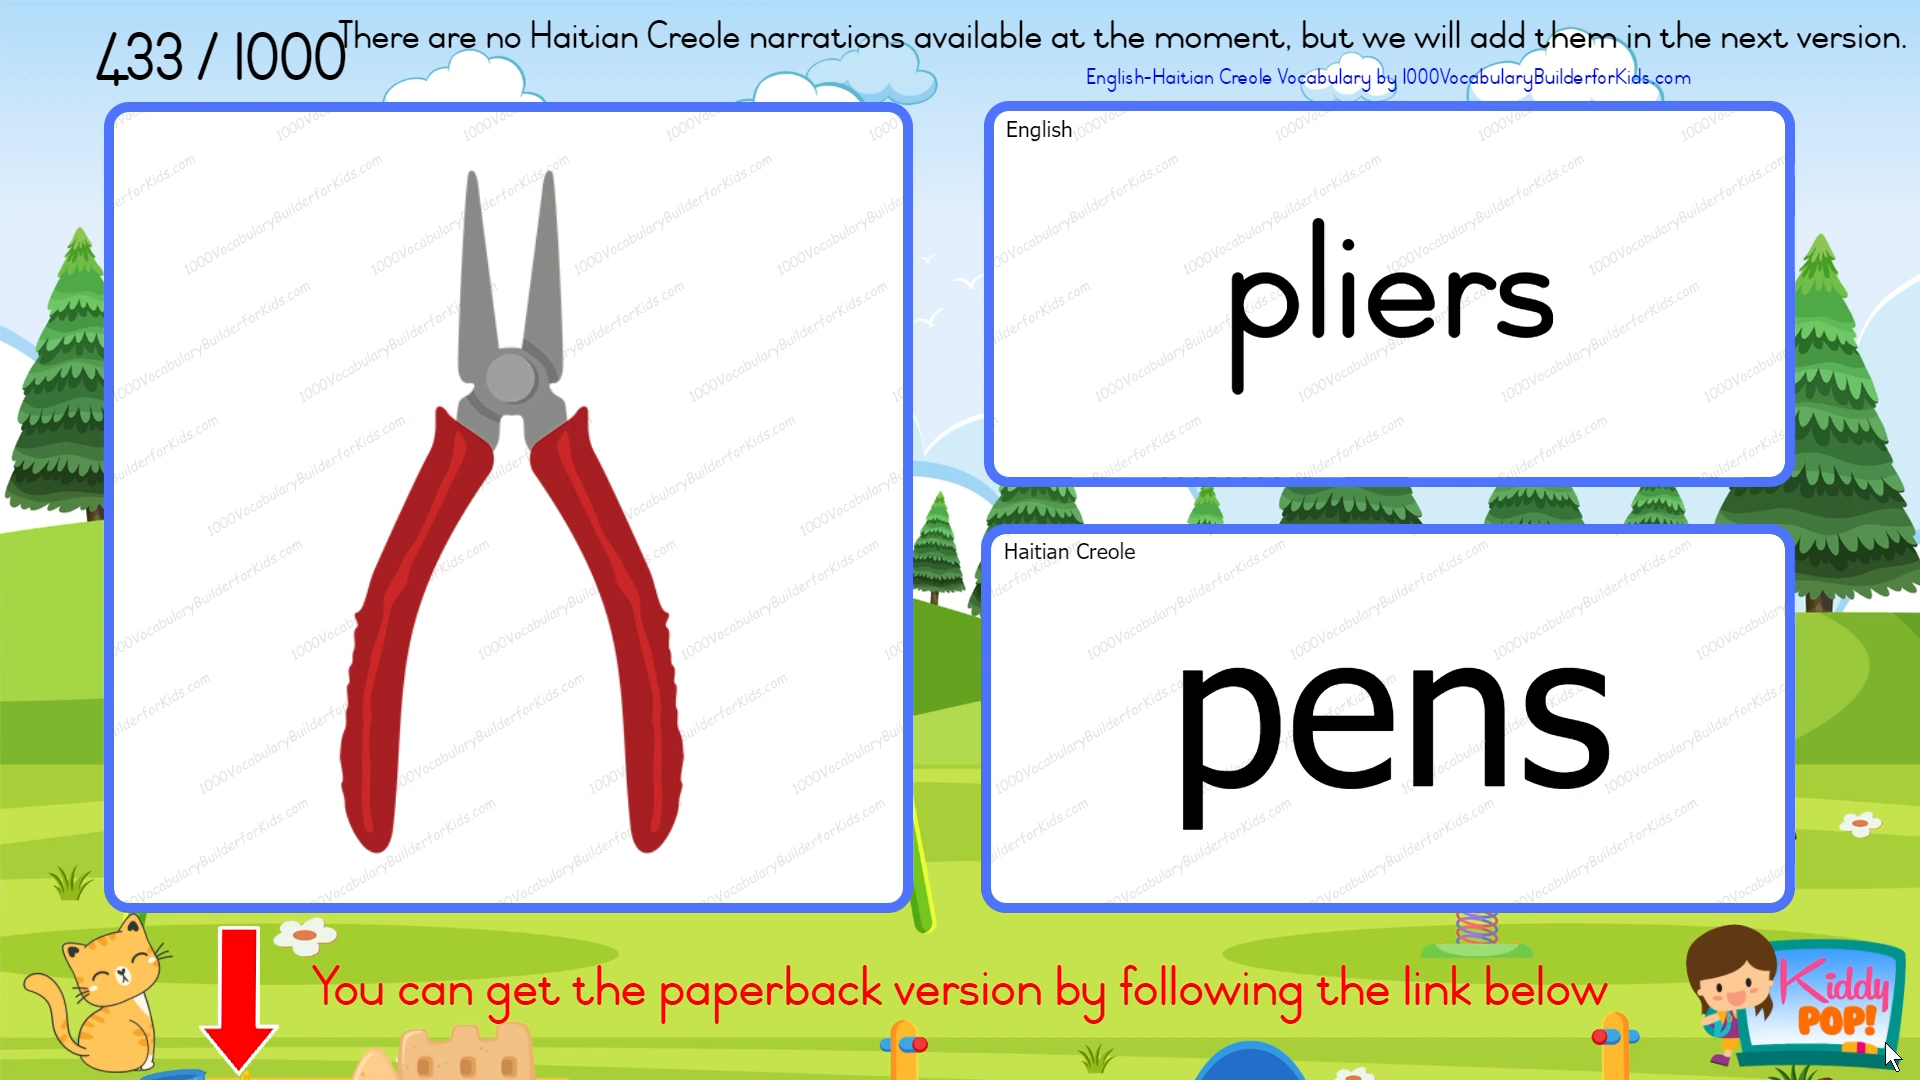 433 / 1000
There are no Haitian Creole narrations available at the moment, but we will add them in the next version.
English-Haitian Creole Vocabulary by 1000VocabularyBuilderforKids.com
English
pliers
Haitian Creole
pens
You can get the paperback version by following the link below
Kiddy
POP!
1000VocabularyBuilderforKids.com